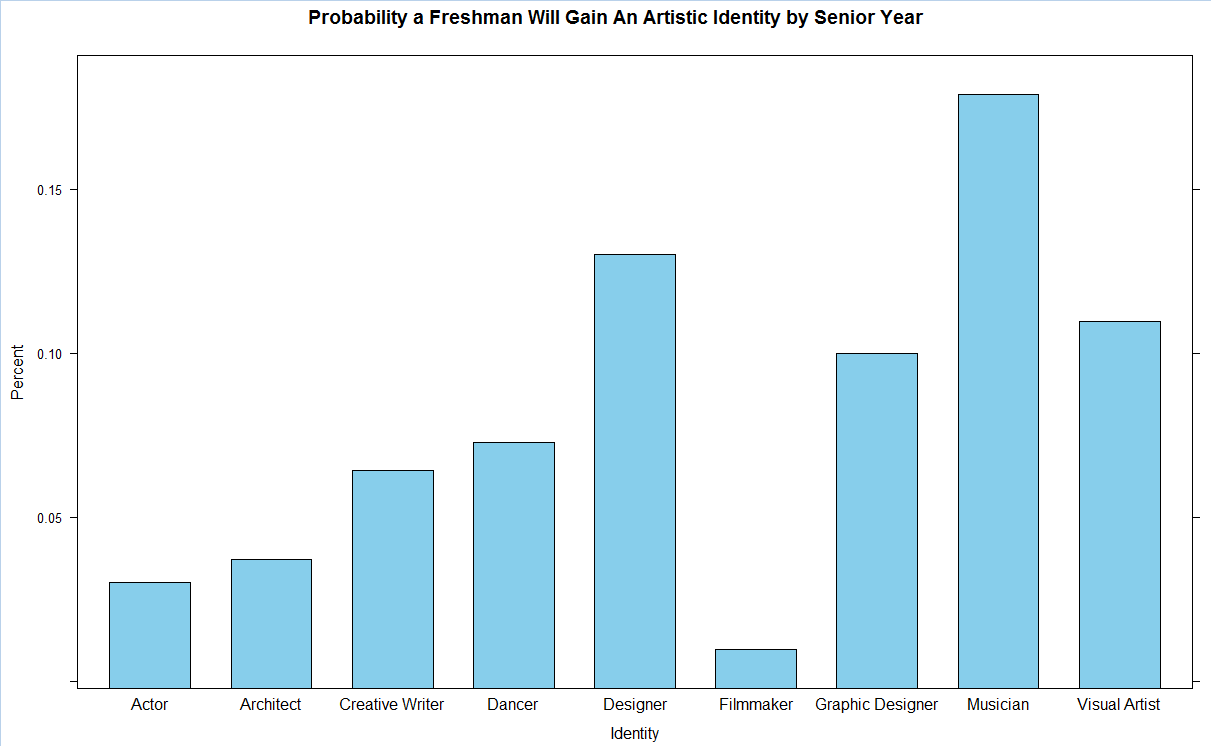 Probability a Freshman Will Gain An Artistic Identity by Senior Year
0.15
0.10
0.05
Percent
Actor Architect Creative Writer Dancer Designer Filmmaker Graphic Designer Musician Visual Artist
Identity